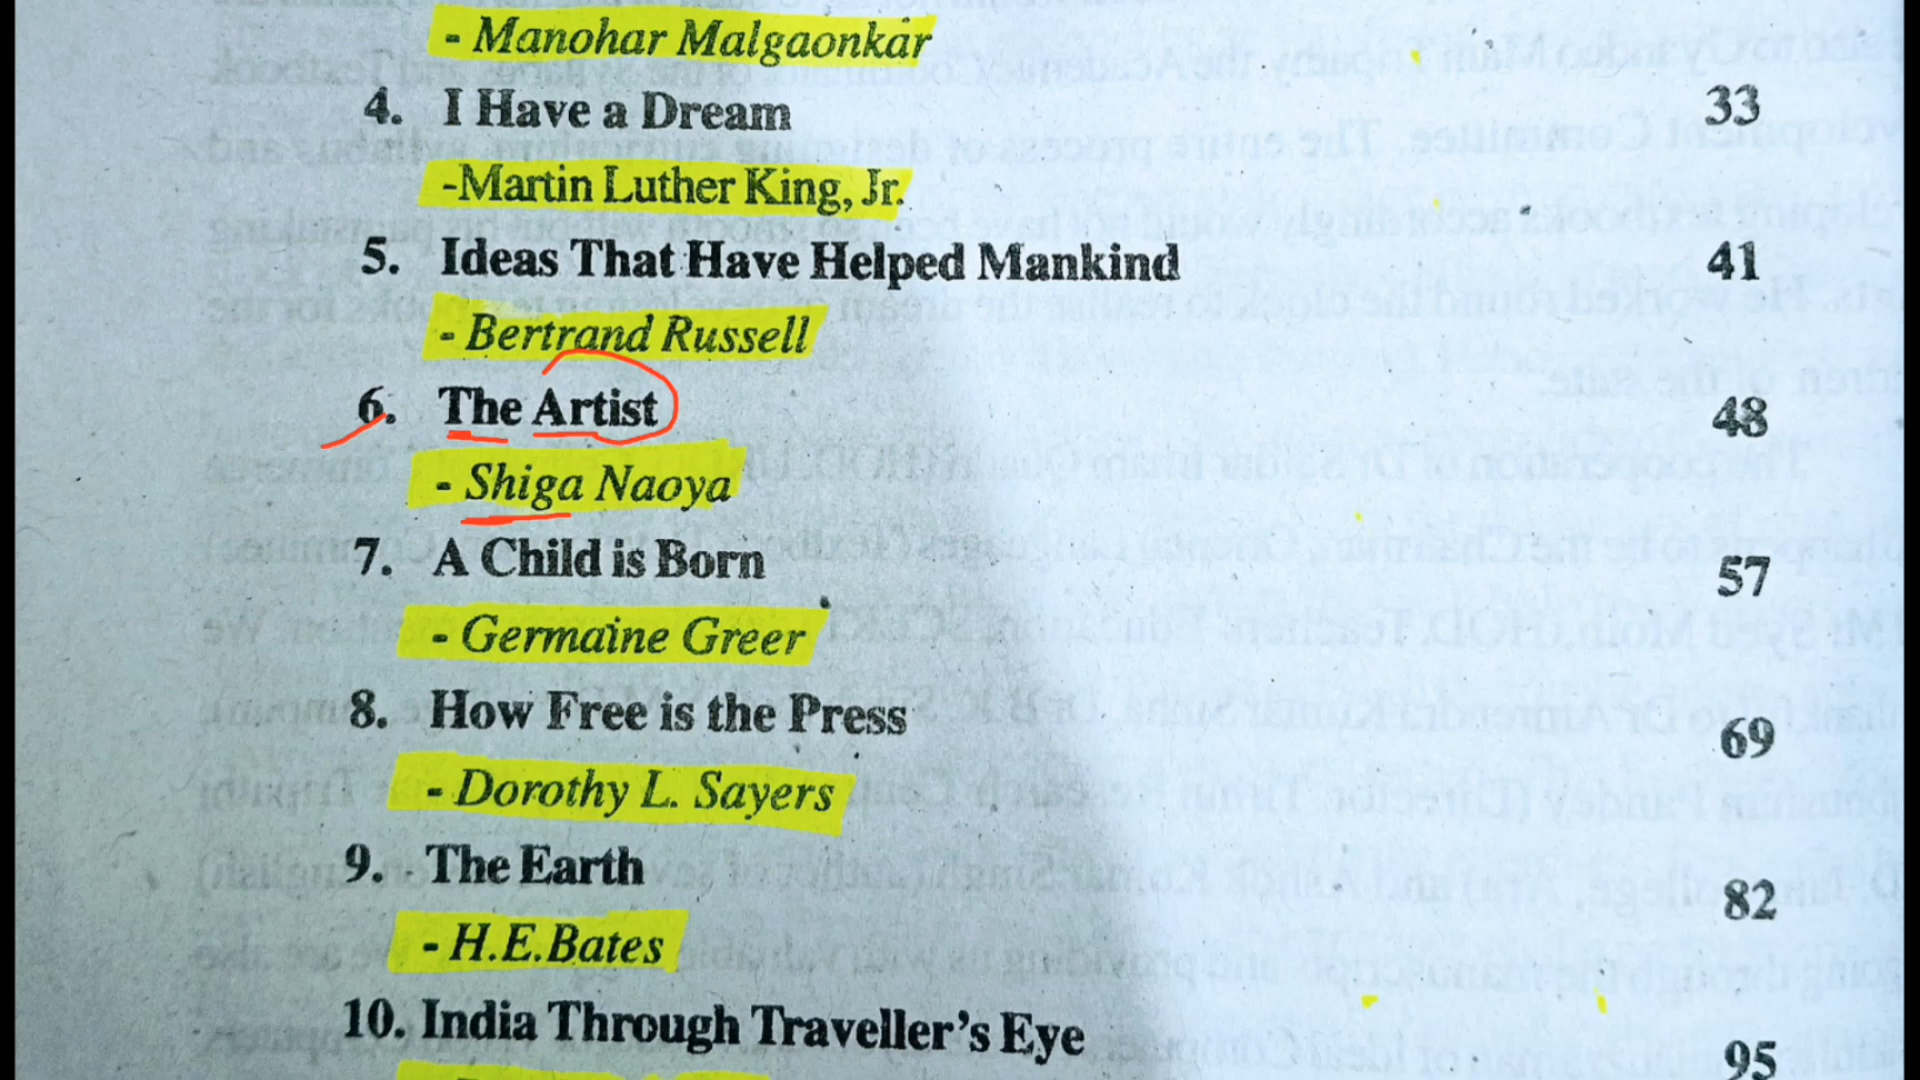 - Manohar Malgaonkar
4. I Have a Dream 33
-Martin Luther King, Jr.
5. Ideas That Have Helped Mankind 41
- Bertrand Russell
6. The Artist 48
- Shiga Naoya
7. A Child is Born 57
- Germaine Greer
8. How Free is the Press 69
- Dorothy L. Sayers
9. The Earth 82
- H.E.Bates
10. India Through Traveller's Eye 95